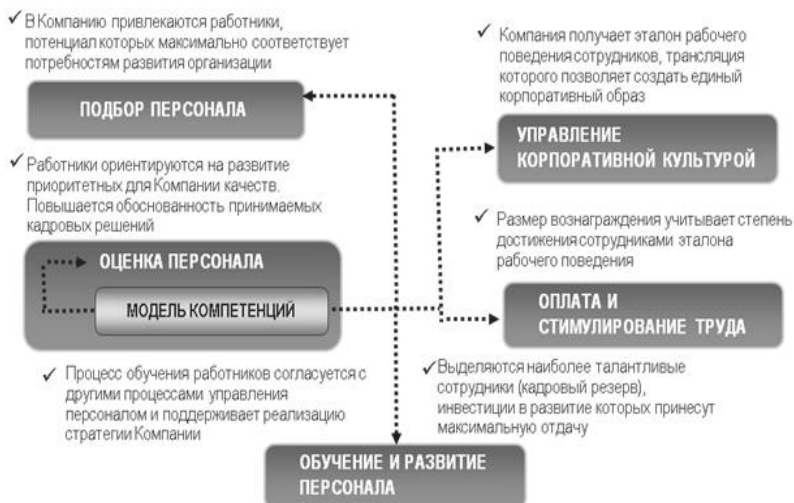 ✓ В Компанию привлекаются работники,
потенциал которых максимально соответствует
потребностям развития организации
ПОДБОР ПЕРСОНАЛА
✓ Работники ориентируются на развитие
приоритетных для Компании качеств.
Повышается обоснованность принимаемых
кадровых решений
ОЦЕНКА ПЕРСОНАЛА
МОДЕЛЬ КОМПЕТЕНЦИЙ
✓ Процесс обучения работников согласуется с
другими процессами управления
персоналом и поддерживает реализацию
стратегии Компании
✓ Компания получает эталон рабочего
поведения сотрудников, трансляция
которого позволяет создать единый
корпоративный образ
УПРАВЛЕНИЕ
КОРПОРАТИВНОЙ КУЛЬТУРОЙ
✓ Размер вознаграждения учитывает степень
достижения сотрудниками эталона
рабочего поведения
ОПЛАТА И
СТИМУЛИРОВАНИЕ ТРУДА
✓ Выделяются наиболее талантливые
сотрудники (кадровый резерв),
инвестиции в развитие которых принесут
максимальную отдачу
ОБУЧЕНИЕ И РАЗВИТИЕ
ПЕРСОНАЛА